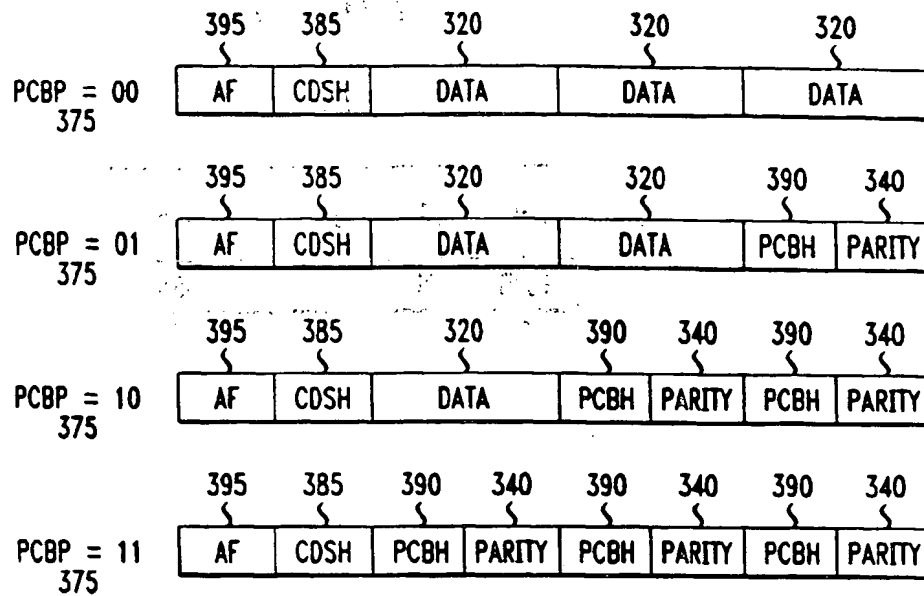 395 385 320 320 320
PCBP = 00 AF CDSH DATA DATA DATA
375
395 385 320 320 390 340
PCBP = 01 AF CDSH DATA DATA PCBH PARITY
375
395 385 320 390 340 390 340
PCBP = 10 AF CDSH DATA PCBH PARITY PCBH PARITY
375
395 385 390 340 390 340 390 340
PCBP = 11 AF CDSH PCBH PARITY PCBH PARITY PCBH PARITY
375